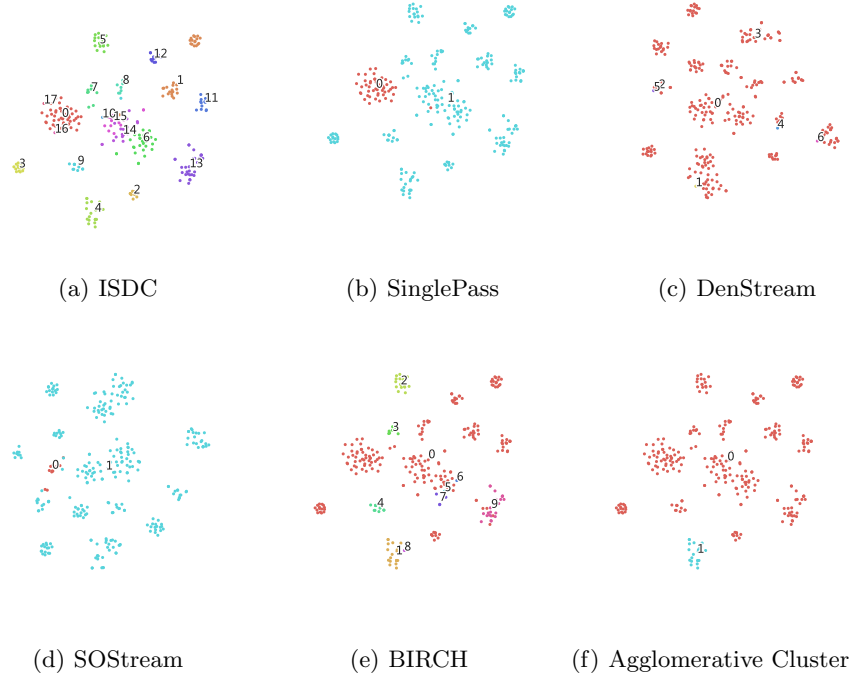 5 12
7 8 1 11
17
0 10 15
16 14 6
3 9 13
2
4
(a) ISDC
0
1
(b) SinglePass
3
5 2
0
4
6
1
(c) DenStream
0 1
(d) SOStream
2
3
0
6
5
7
4 9
1 8
(e) BIRCH
0
1
(f) Agglomerative Cluster